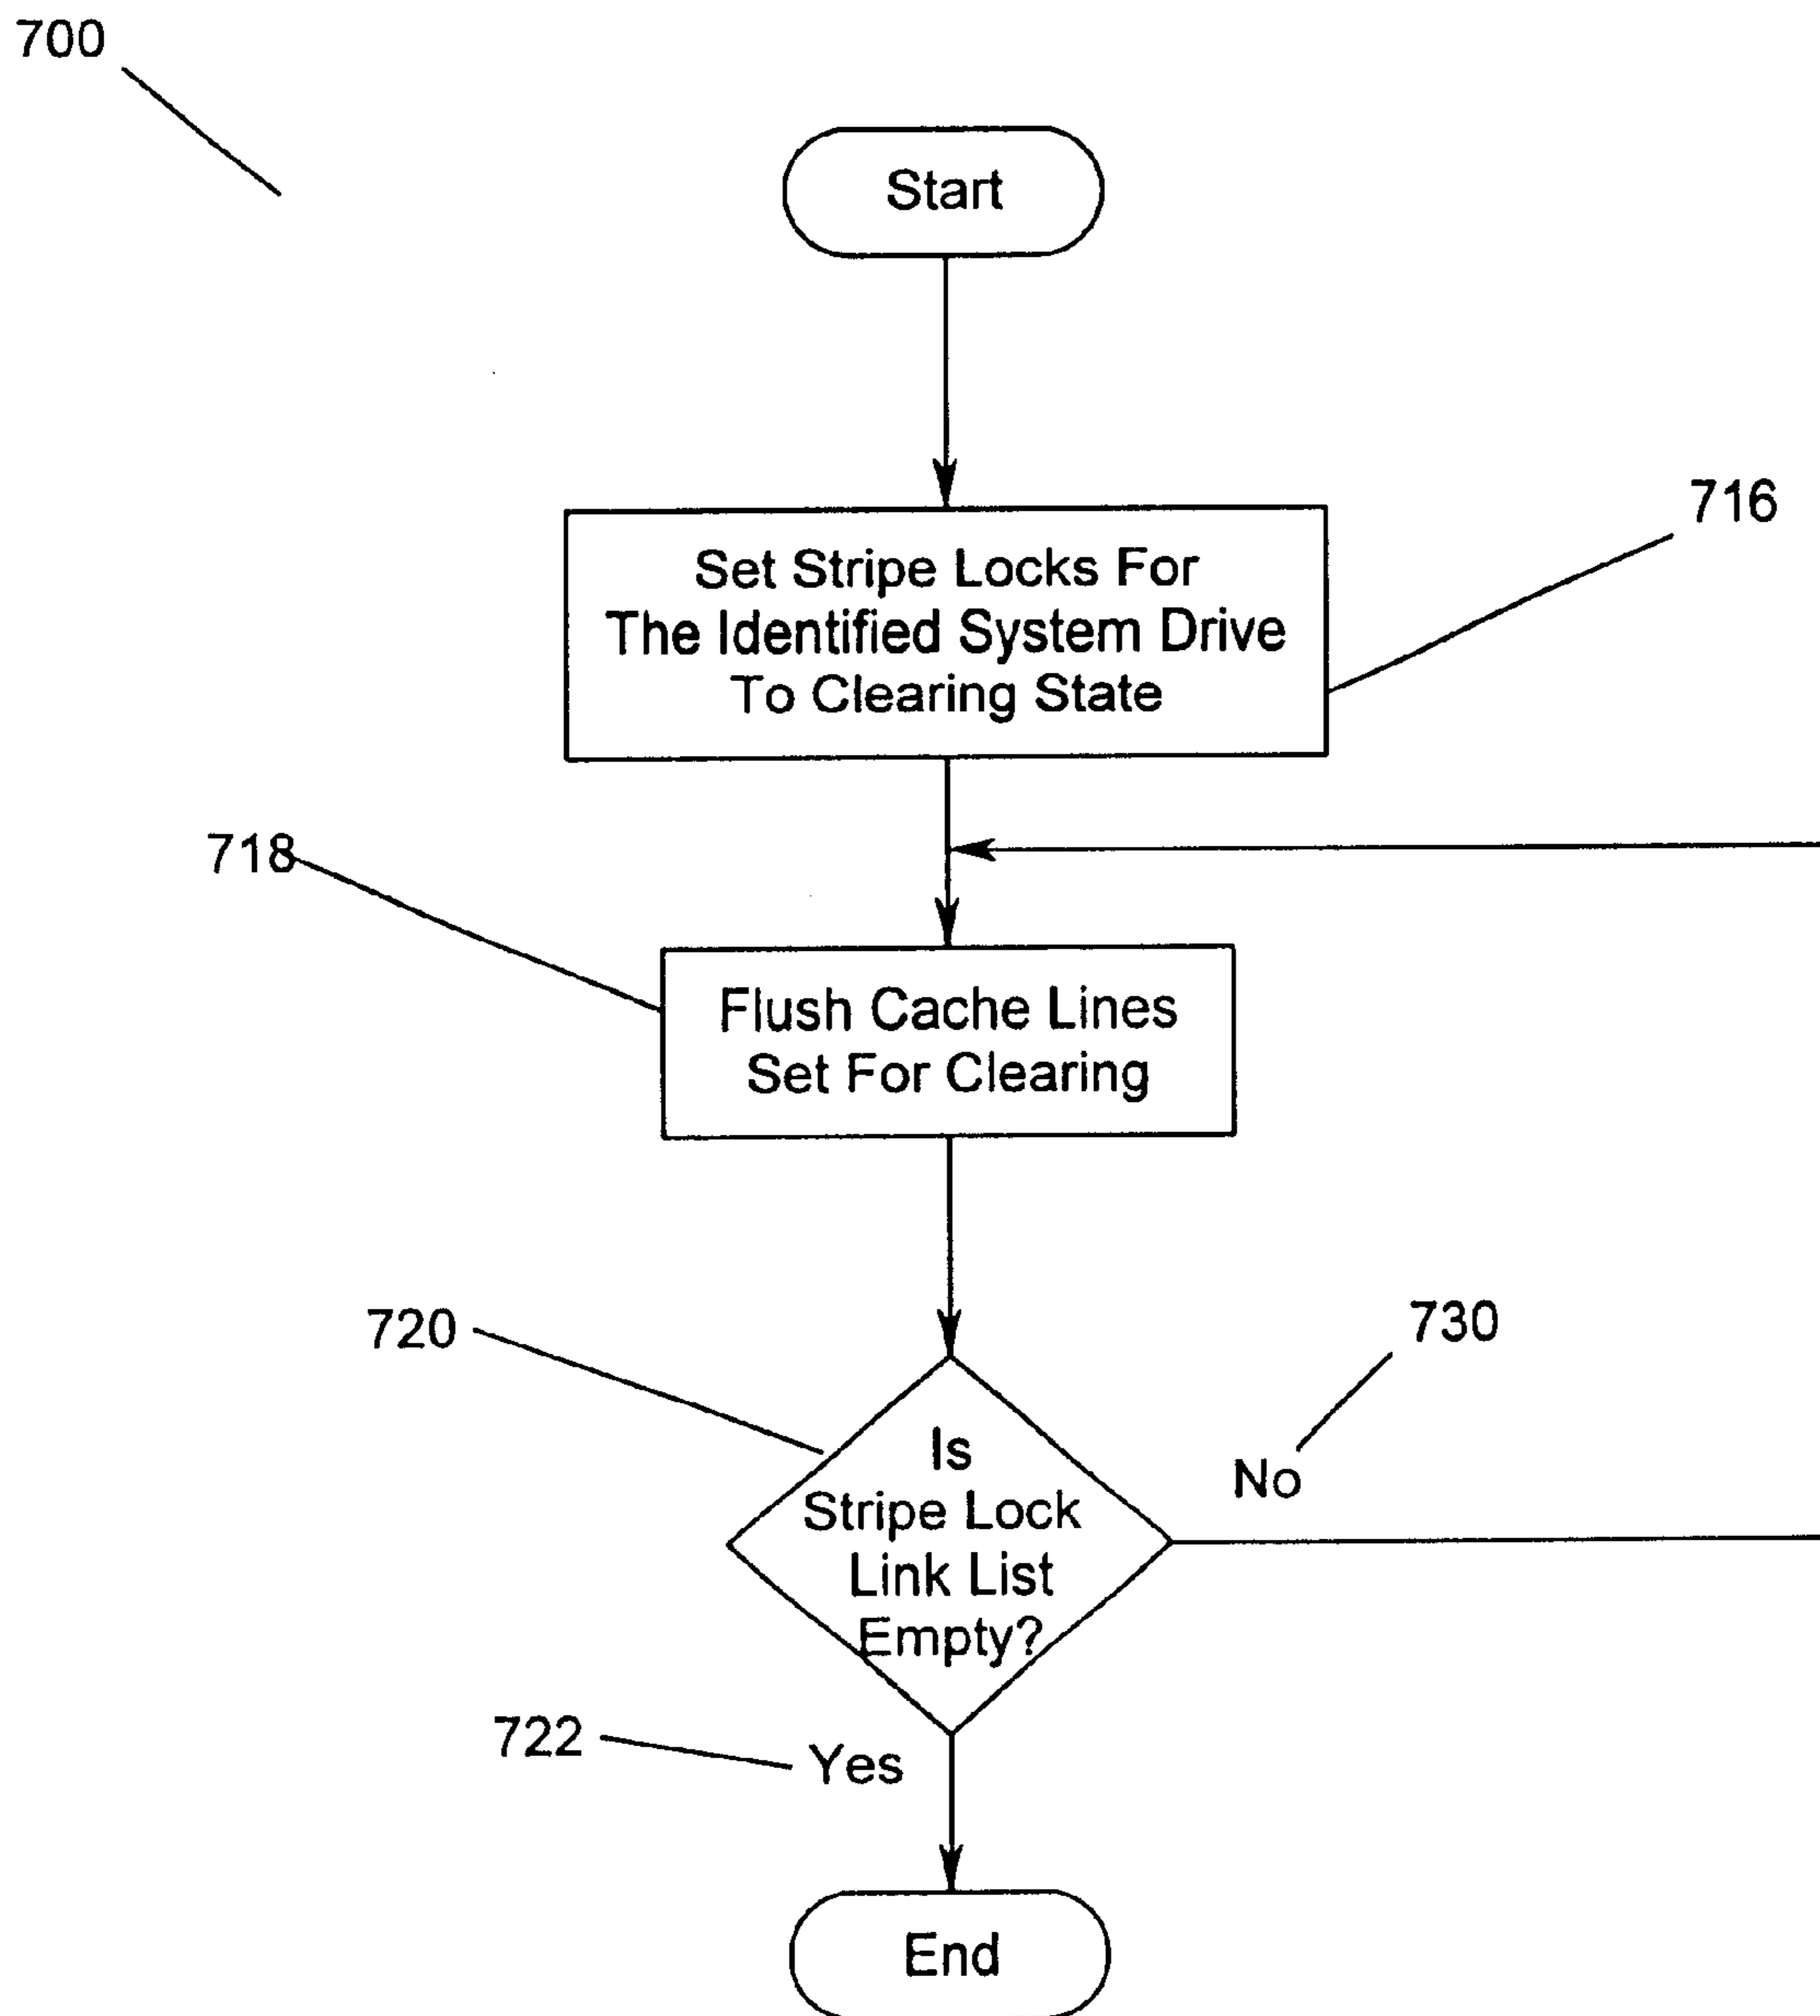 700
Start
716
Set Stripe Locks For
The Identified System Drive
To Clearing State
718
Flush Cache Lines
Set For Clearing
720
730
Is
Stripe Lock
Link List
Empty?
No
722
Yes
End